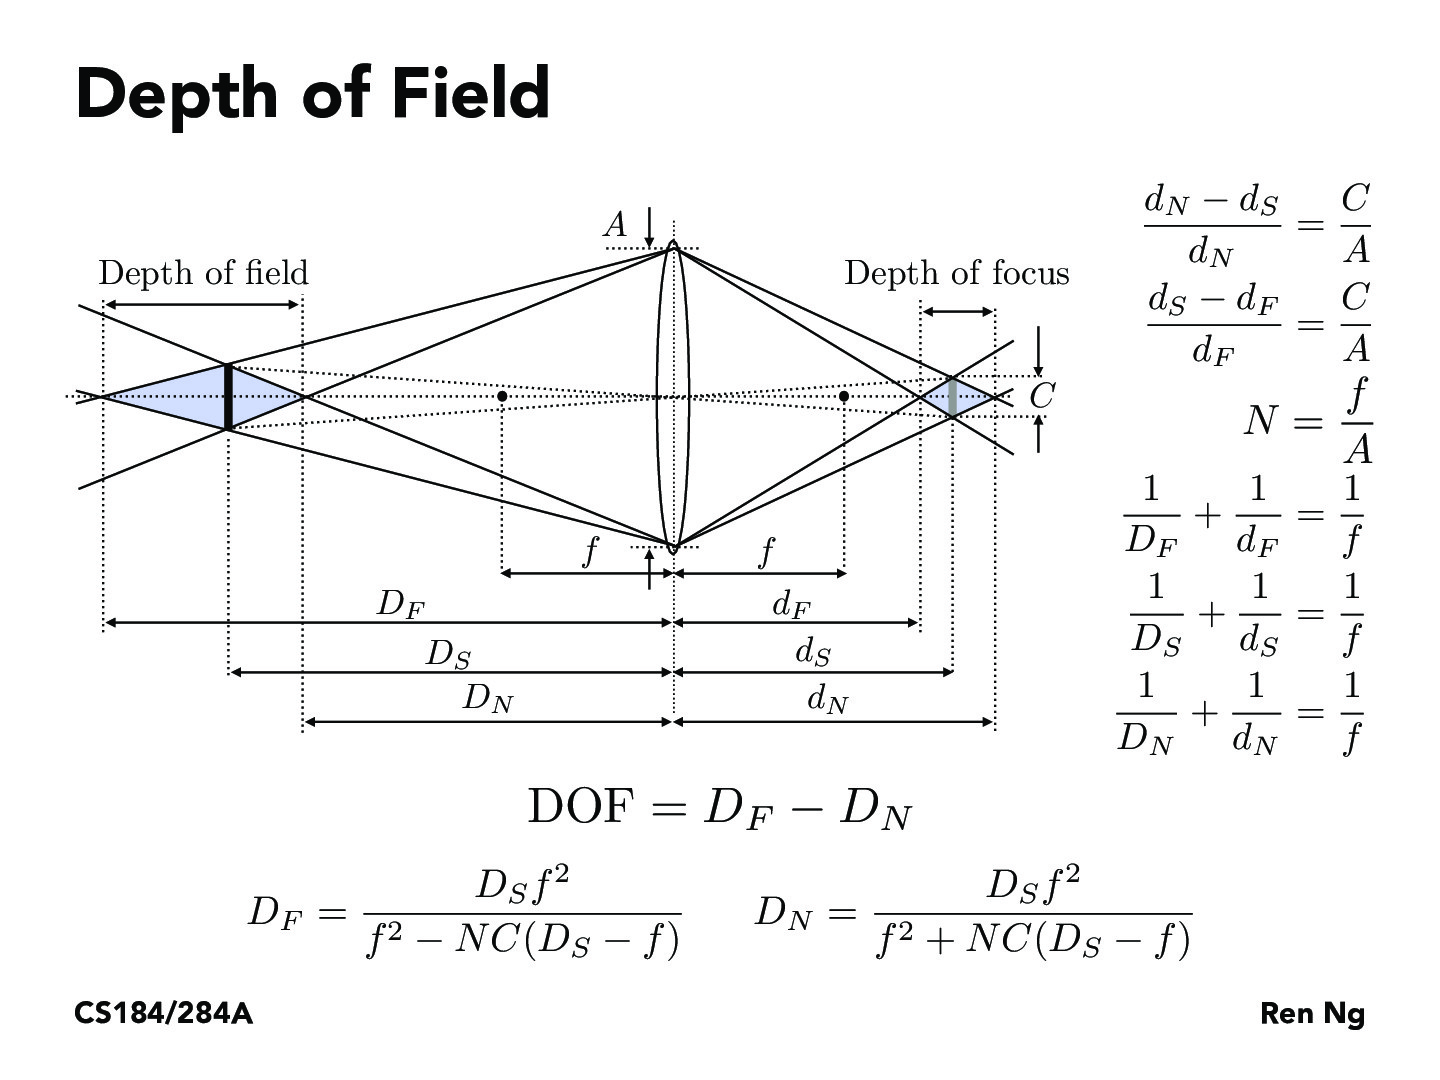 Depth of Field
A
Depth of field
Depth of focus
C
f f
D_F d_F
D_S d_S
D_N d_N
\frac{d_N - d_S}{d_N} = \frac{C}{A}
\frac{d_S - d_F}{d_F} = \frac{C}{A}
N = \frac{f}{A}
\frac{1}{D_F} + \frac{1}{d_F} = \frac{1}{f}
\frac{1}{D_S} + \frac{1}{d_S} = \frac{1}{f}
\frac{1}{D_N} + \frac{1}{d_N} = \frac{1}{f}
DOF = D_F - D_N
D_F = \frac{D_S f^2}{f^2 - NC(D_S - f)} D_N = \frac{D_S f^2}{f^2 + NC(D_S - f)}
CS184/284A Ren Ng